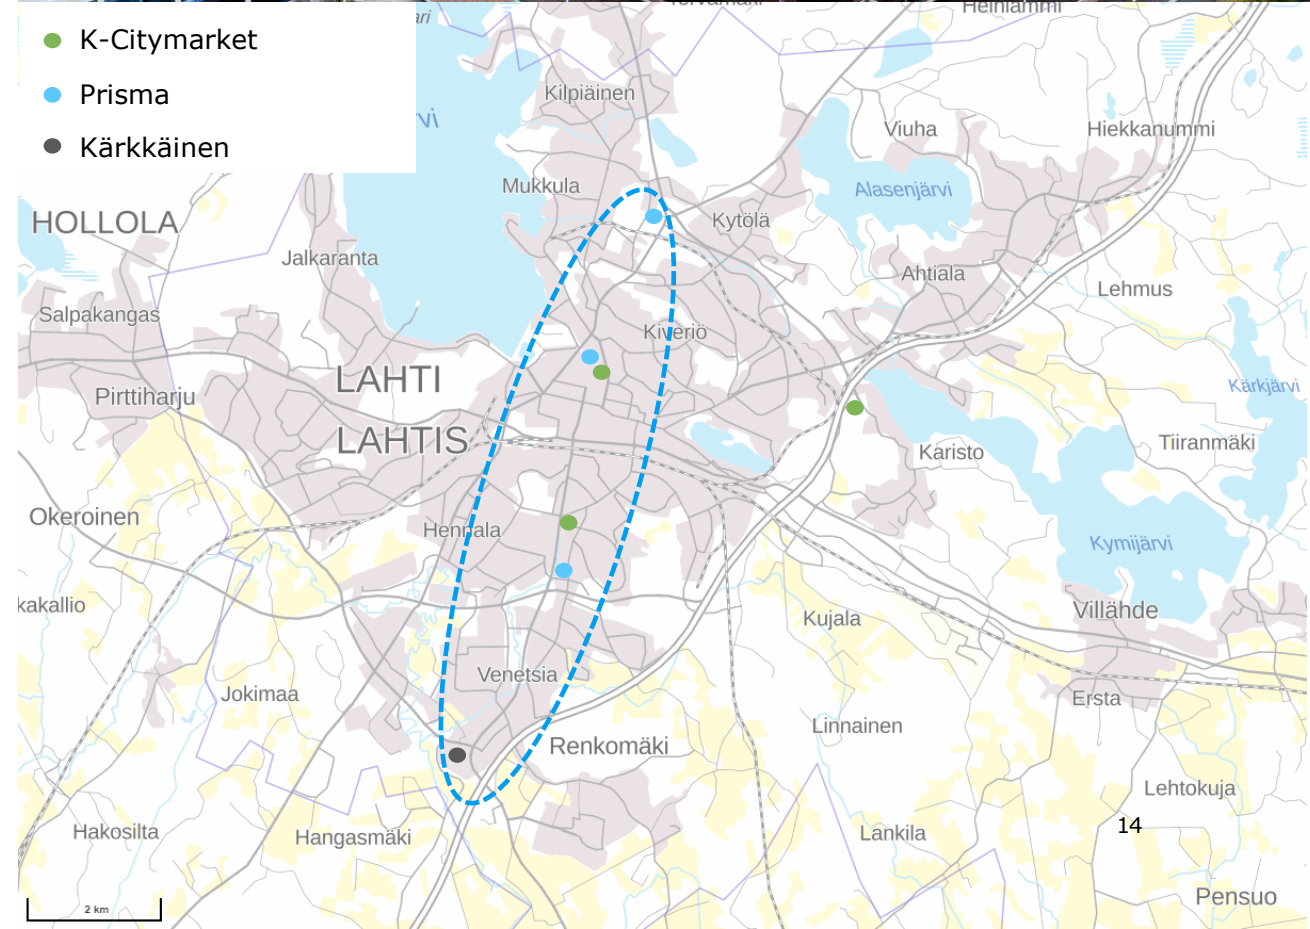 Heinlammi
K-Citymarket
Prisma
Kärkkäinen
Kilpiäinen
Viuha
Hiekkanummi
Mukkula
Alasenjärvi
HOLLOLA
Kytölä
Jalkaranta
Ahtiala
Lehmus
Salpakangas
Kiveriö
LAHTI
Pirttiharju
Kärkjärvi
LAHTIS
Karisto
Tiiranmäki
Okeroinen
Hennala
Kymijärvi
kakallio
Kujala
Villähde
Venetsia
Jokimaa
Ersta
Linnainen
Renkomäki
Lehtokuja
14
Hakosilta
Hangasmäki
Lankila
Pensuo
2 km